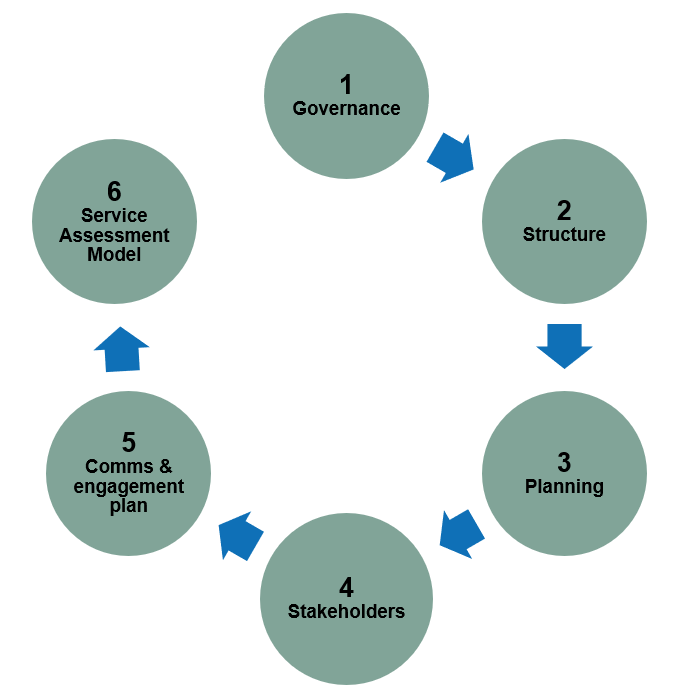 1
Governance
2
Structure
3
Planning
4
Stakeholders
5
Comms &
engagement
plan
6
Service
Assessment
Model